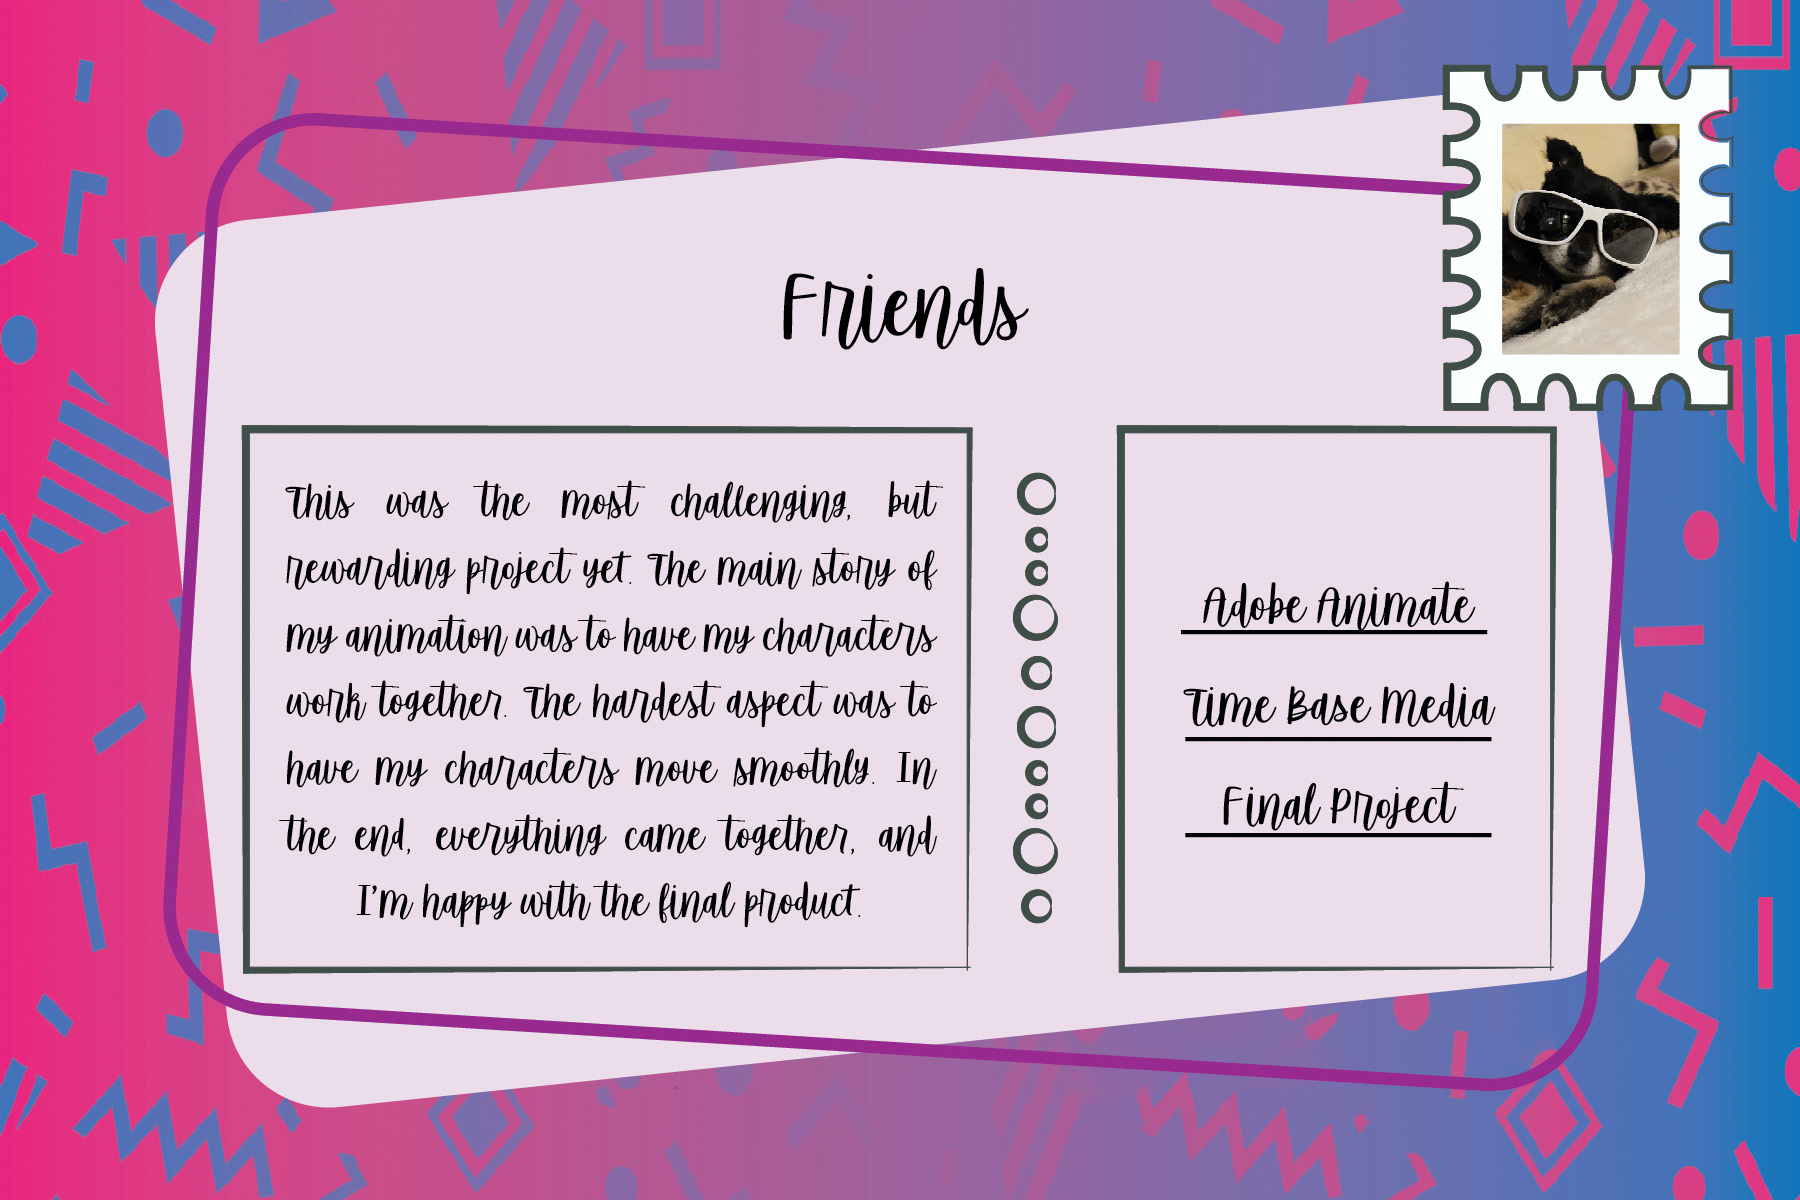 Friends
This was the most challenging, but
rewarding project yet. The main story of
my animation was to have my characters
work together. The hardest aspect was to
have my characters move smoothly. In
the end, everything came together, and
I'm happy with the final product.
Adobe Animate
Time Base Media
Final Project